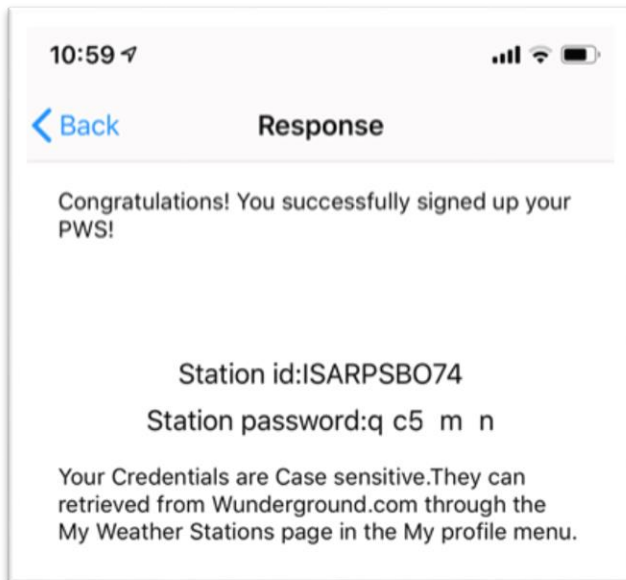 10:59
Back
Response
Congratulations! You successfully signed up your
PWS!
Station id:ISARPSBO74
Station password:q c5 m n
Your Credentials are Case sensitive.They can
retrieved from Wunderground.com through the
My Weather Stations page in the My profile menu.